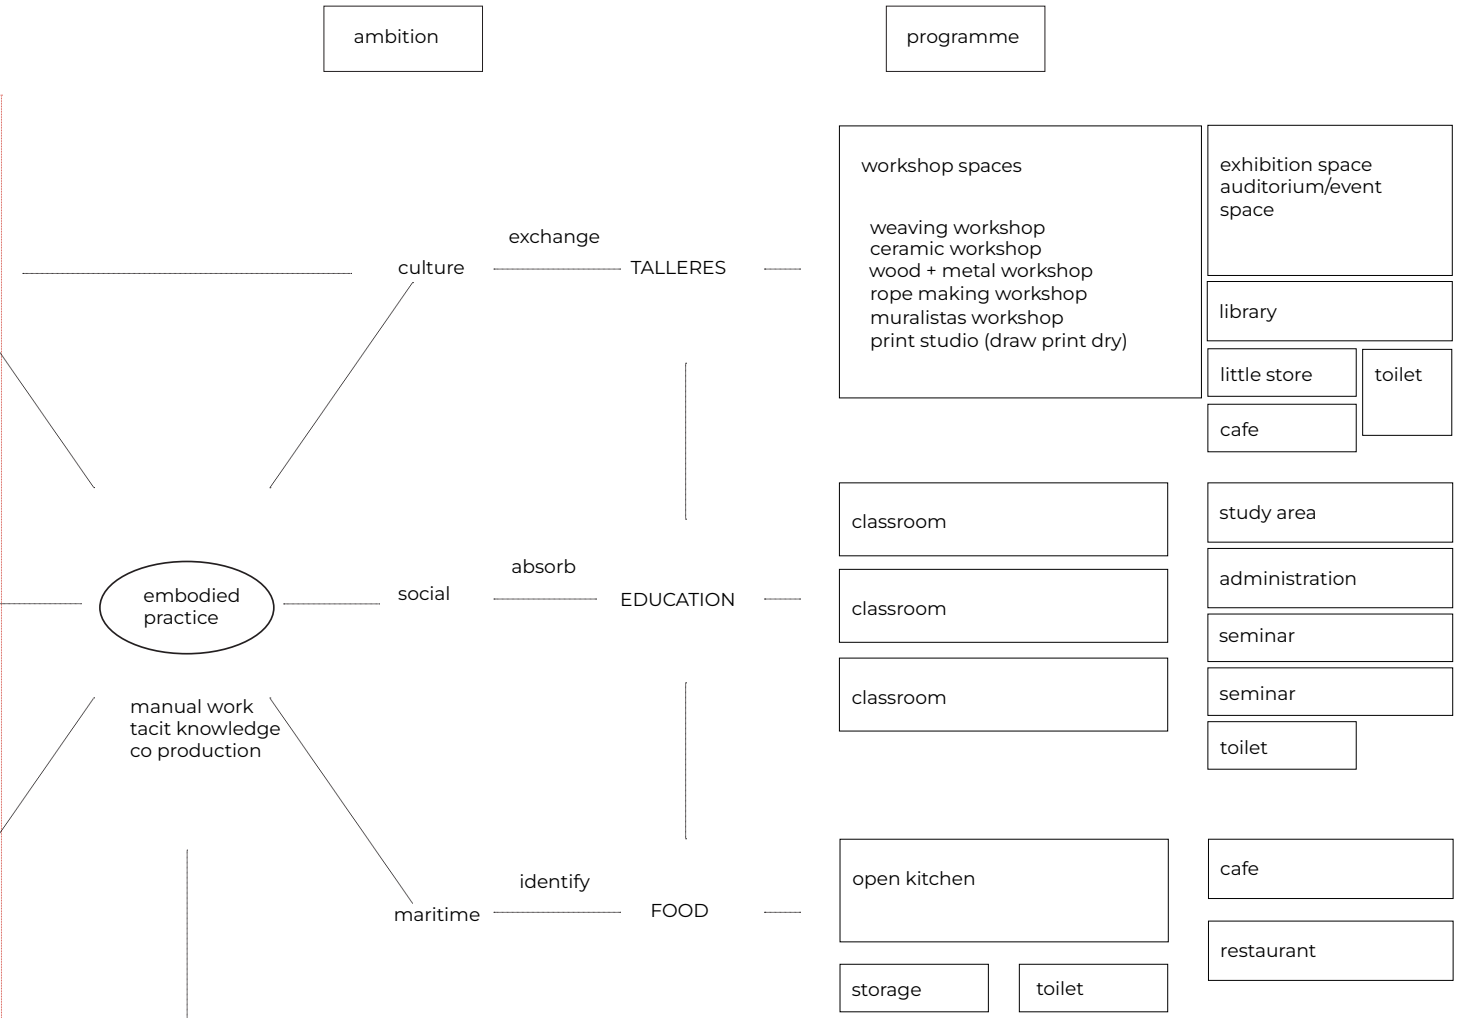 ambition
programme
workshop spaces
weaving workshop
ceramic workshop
wood + metal workshop
rope making workshop
muralistas workshop
print studio (draw print dry)
exhibition space
auditorium/event
space
library
little store
toilet
cafe
exchange
culture
TALLERES
classroom
classroom
classroom
study area
administration
seminar
seminar
toilet
absorb
social
EDUCATION
embodied
practice
manual work
tacit knowledge
co production
identify
maritime
FOOD
open kitchen
storage
toilet
cafe
restaurant